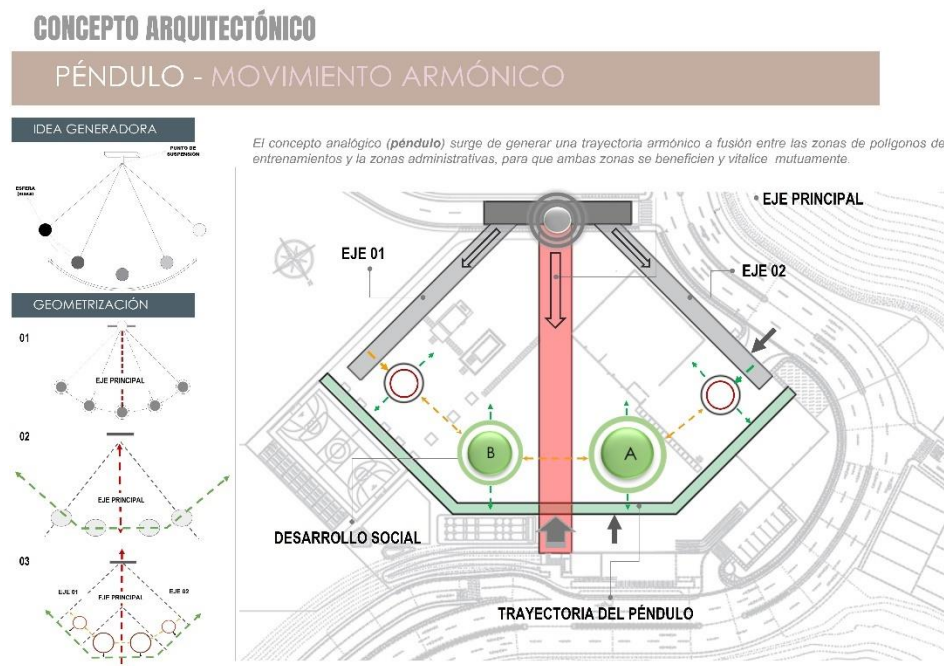 CONCEPTO ARQUITECTÓNICO
PÉNDULO - MOVIMIENTO ARMÓNICO
IDEA GENERADORA
PUNTO DE
SUSPENSIÓN
ESFERA
El concepto analógico (péndulo) surge de generar una trayectoria armónico a fusión entre las zonas de polígonos de
entrenamientos y la zonas administrativas, para que ambas zonas se beneficien y vitalice mutuamente.
EJE PRINCIPAL
EJE 01
EJE 02
B
A
DESARROLLO SOCIAL
TRAYECTORIA DEL PÉNDULO
GEOMETRIZACIÓN
01
EJE PRINCIPAL
02
EJE PRINCIPAL
03
EJE 01
EJE 02
EJE PRINCIPAL